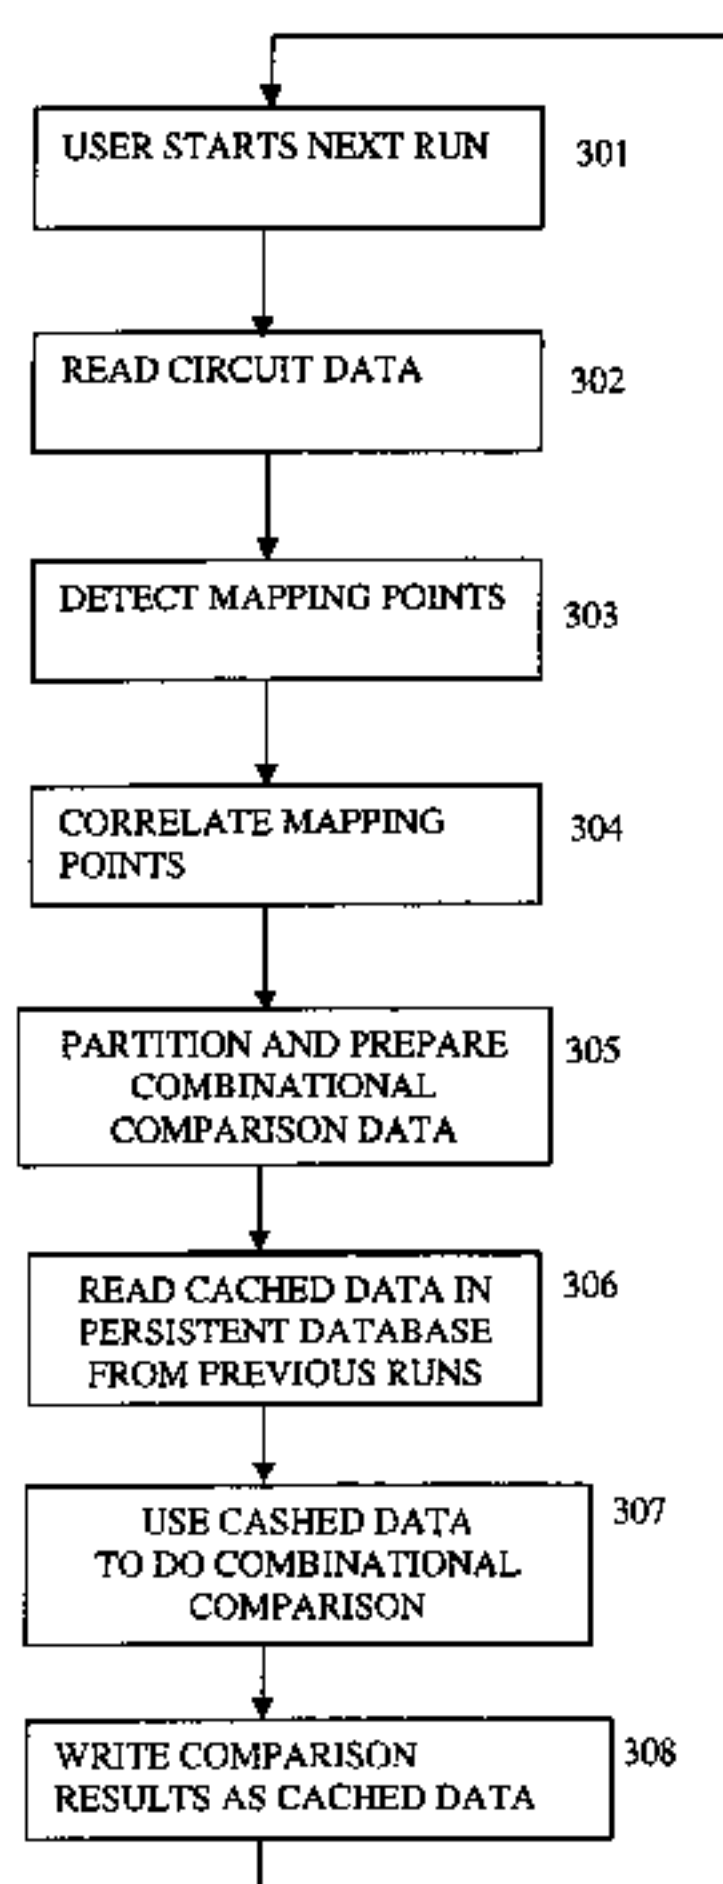 USER STARTS NEXT RUN
301
READ CIRCUIT DATA
302
DETECT MAPPING POINTS
303
CORRELATE MAPPING
POINTS
304
PARTITION AND PREPARE
COMBINATIONAL
COMPARISON DATA
305
READ CACHED DATA IN
PERSISTENT DATABASE
FROM PREVIOUS RUNS
306
USE CASHED DATA
TO DO COMBINATIONAL
COMPARISON
307
WRITE COMPARISON
RESULTS AS CACHED DATA
308